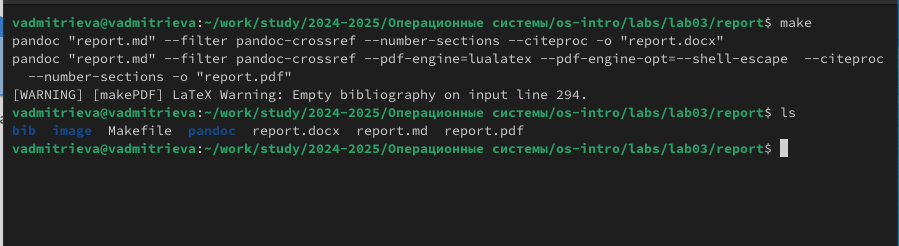 vadmitrieva@vadmitrieva:~/work/study/2024-2025/Операционные системы/os-intro/labs/lab03/report$ make
pandoc "report.md" --filter pandoc-crossref --number-sections --citeproc -o "report.docx"
pandoc "report.md" --filter pandoc-crossref --pdf-engine=lualatex --pdf-engine-opt=--shell-escape  --citeproc
  --number-sections -o "report.pdf"
[WARNING] [makePDF] LaTeX Warning: Empty bibliography on input line 294.
vadmitrieva@vadmitrieva:~/work/study/2024-2025/Операционные системы/os-intro/labs/lab03/report$ ls
bib  image  Makefile  pandoc  report.docx  report.md  report.pdf
vadmitrieva@vadmitrieva:~/work/study/2024-2025/Операционные системы/os-intro/labs/lab03/report$